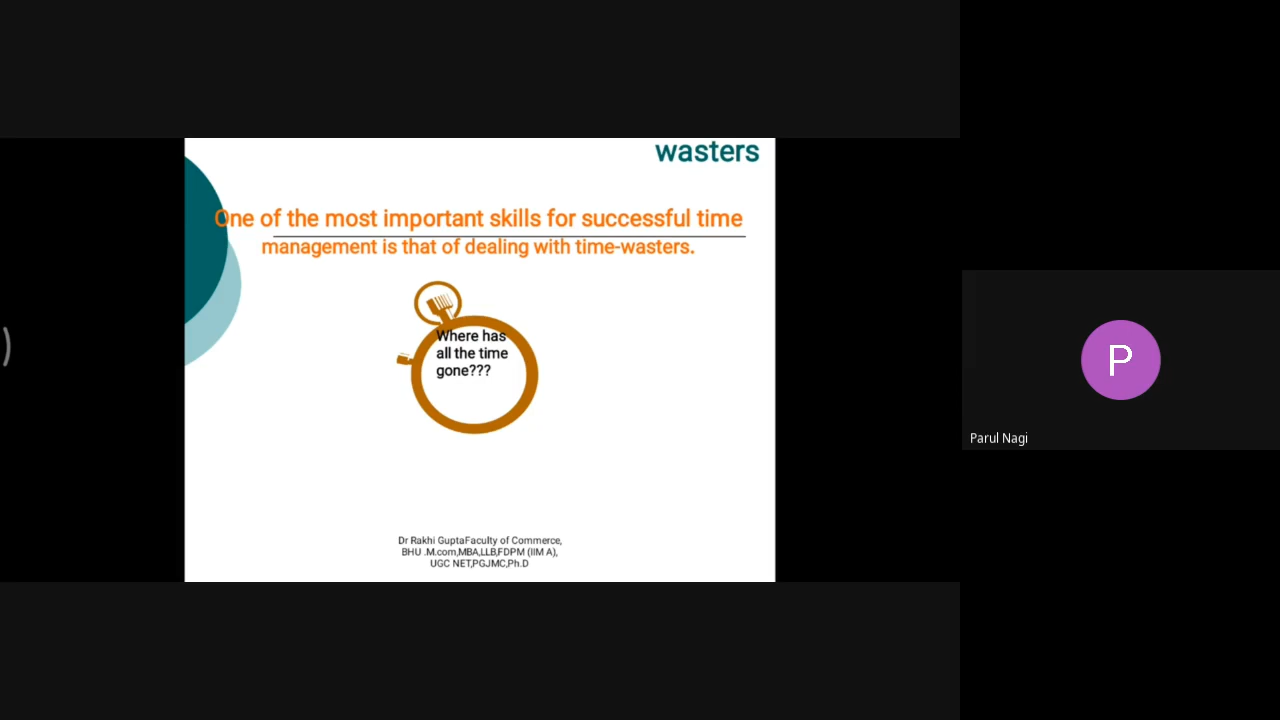 wasters
One of the most important skills for successful time
management is that of dealing with time-wasters.
Where has
all the time
gone???
Dr Rakhi GuptaFaculty of Commerce,
BHU .M.com,MBA,LLB,FDPM (IIM A),
UGC NET,PGJMC,Ph.D
P
Parul Nagi